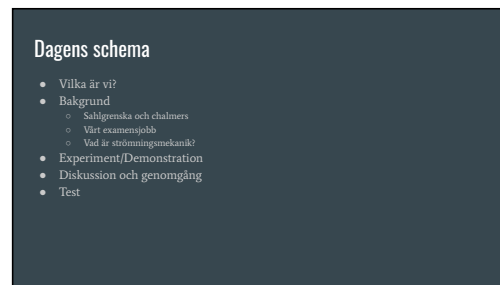 Dagens schema
● Vilka är vi?
● Bakgrund
○ Sahlgrenska och chalmers
○ Vårt examensjobb
○ Vad är strömningsmekanik?
● Experiment/Demonstration
● Diskussion och genomgång
● Test